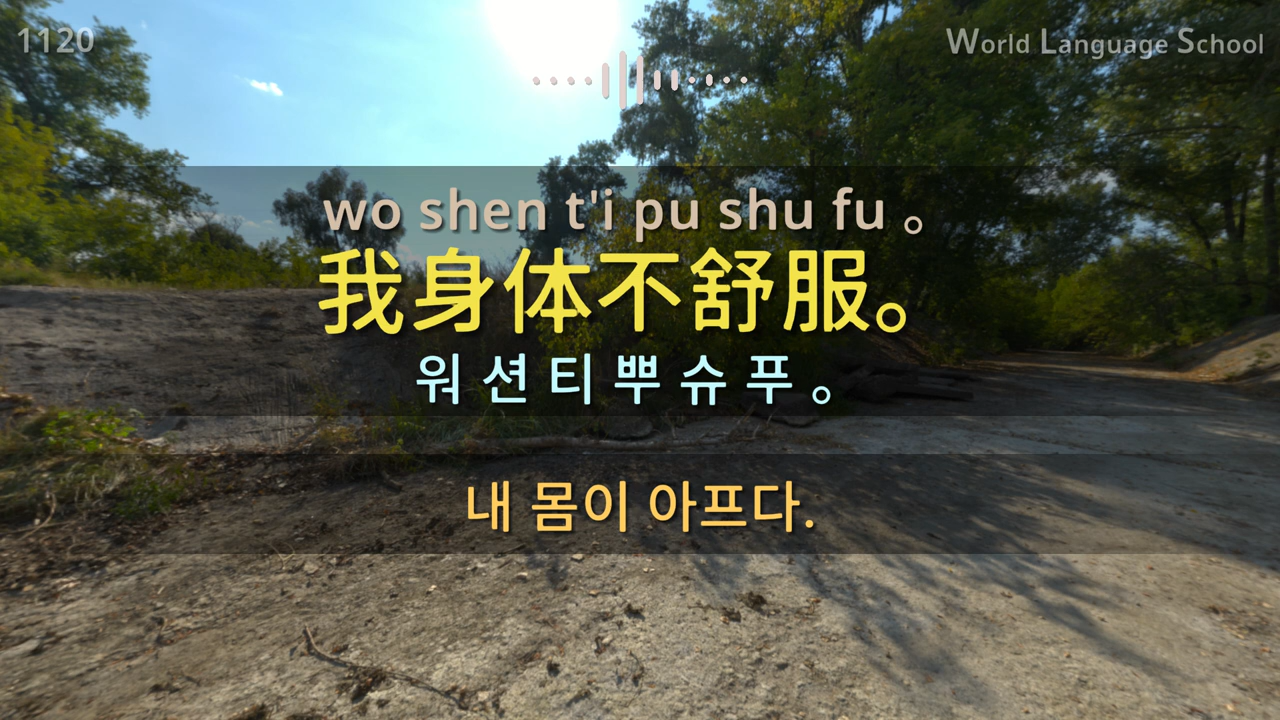 1120
World Language School
wo shen t'i pu shu fu 。
我身体不舒服。
워 션 티 뿌 슈 푸 。
내 몸이 아프다.